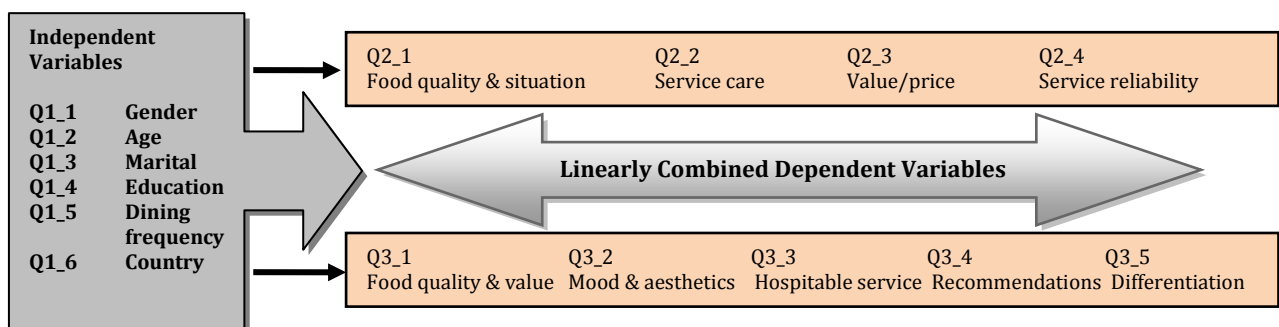 Independent
Variables
Q1_1 Gender
Q1_2 Age
Q1_3 Marital
Q1_4 Education
Q1_5 Dining
frequency
Q1_6 Country
Q2_1 Q2_2 Q2_3 Q2_4
Food quality & situation Service care Value/price Service reliability
Linearly Combined Dependent Variables
Q3_1 Q3_2 Q3_3 Q3_4 Q3_5
Food quality & value Mood & aesthetics Hospitable service Recommendations Differentiation